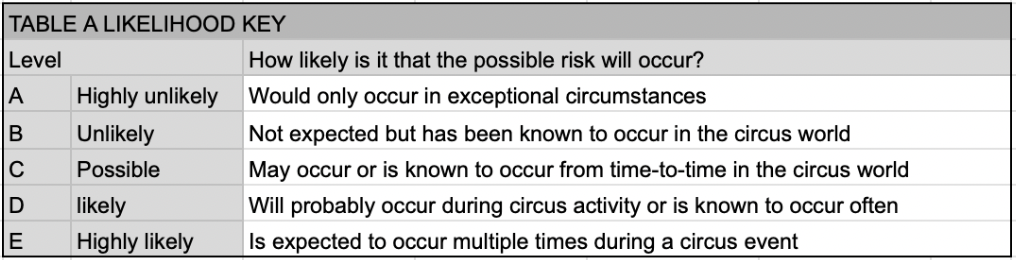 TABLE A LIKELIHOOD KEY
Level How likely is it that the possible risk will occur?
A Highly unlikely Would only occur in exceptional circumstances
B Unlikely Not expected but has been known to occur in the circus world
C Possible May occur or is known to occur from time-to-time in the circus world
D likely Will probably occur during circus activity or is known to occur often
E Highly likely Is expected to occur multiple times during a circus event